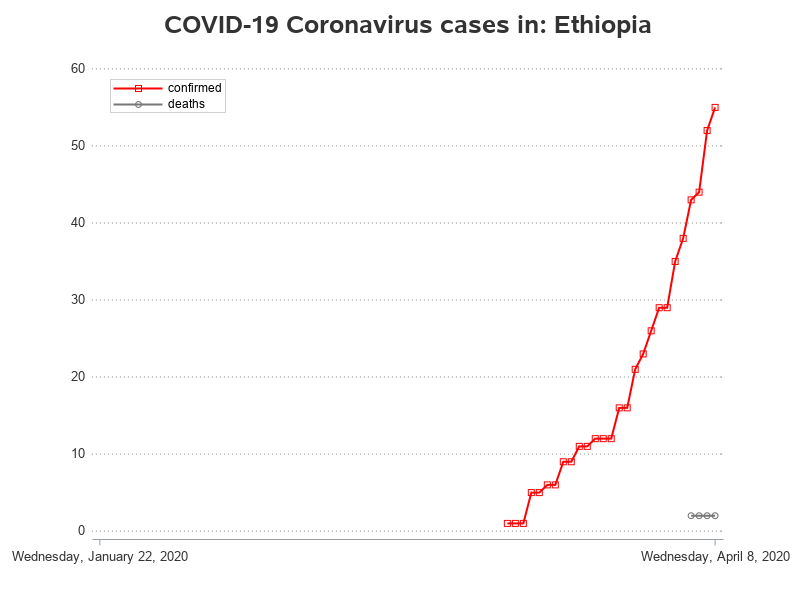 COVID-19 Coronavirus cases in: Ethiopia
60
confirmed
deaths
50
40
30
20
10
0
Wednesday, January 22, 2020
Wednesday, April 8, 2020